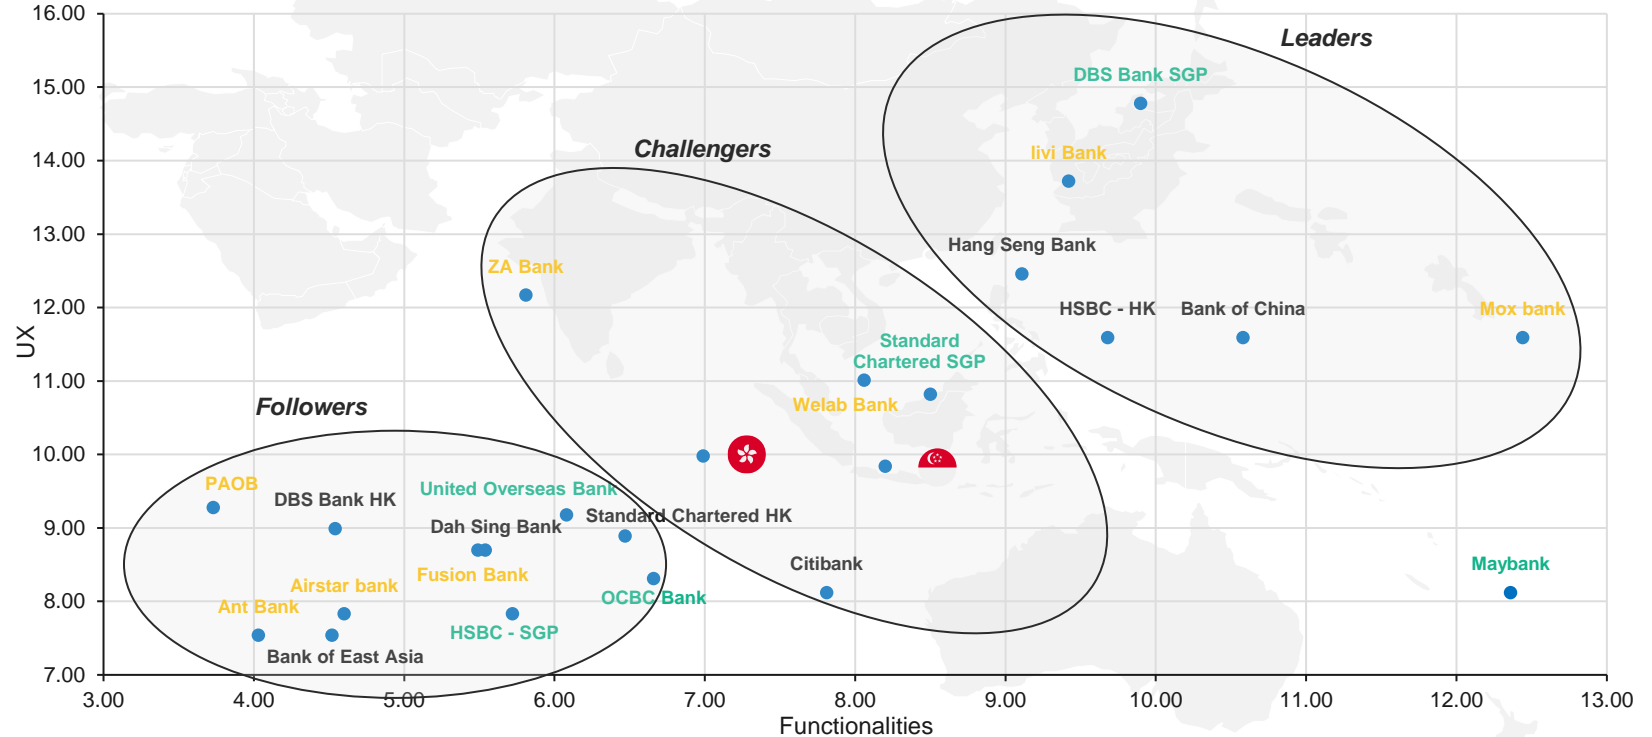 16.00
Leaders
DBS Bank SGP
15.00
Challengers
livi Bank
14.00
13.00
Hang Seng Bank
ZA Bank
12.00
HSBC - HK
Bank of China
Mox bank
UX
Standard
Chartered SGP
11.00
Welab Bank
Followers
10.00
PAOB
DBS Bank HK
United Overseas Bank
Standard Chartered HK
9.00
Dah Sing Bank
Citibank
Maybank
Airstar bank
Fusion Bank
8.00
Ant Bank
OCBC Bank
HSBC - SGP
Bank of East Asia
7.00
3.00
4.00
5.00
6.00
7.00
8.00
9.00
10.00
11.00
12.00
13.00
Functionalities